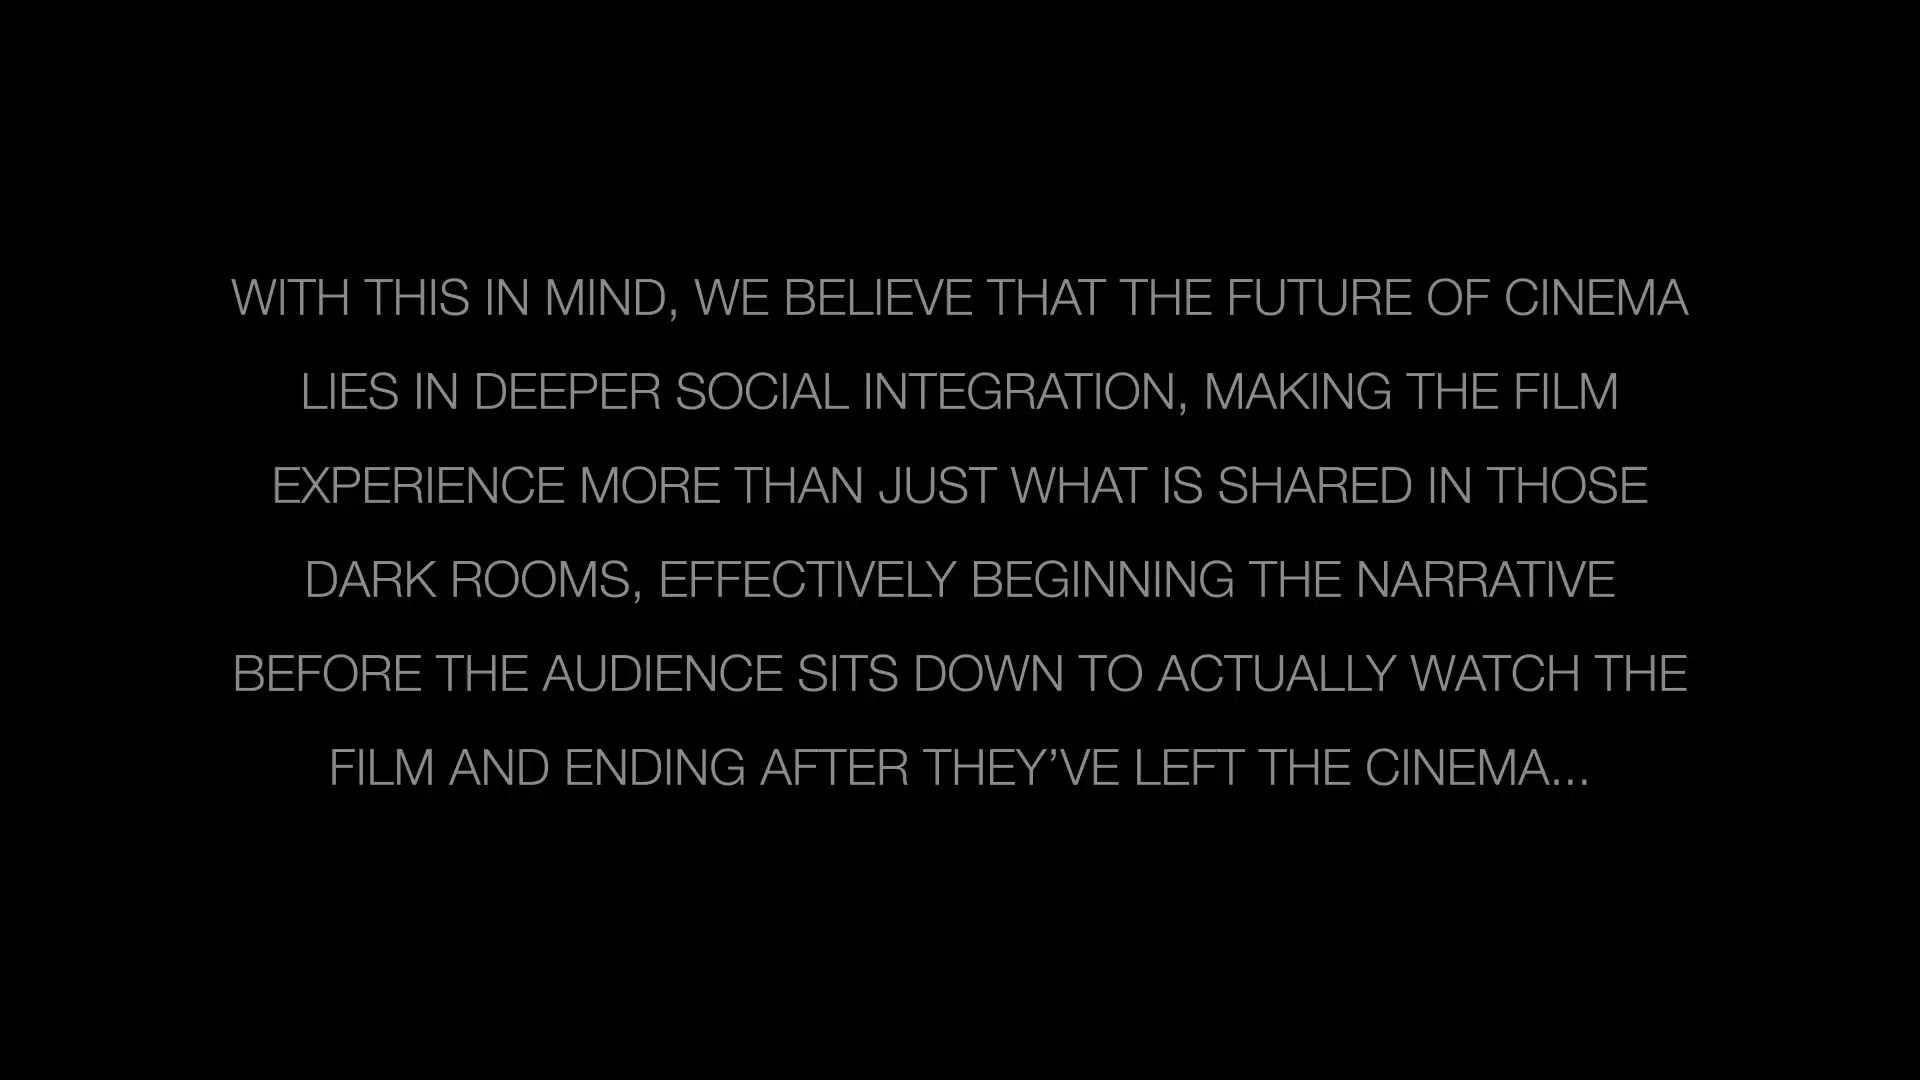 WITH THIS IN MIND, WE BELIEVE THAT THE FUTURE OF CINEMA
LIES IN DEEPER SOCIAL INTEGRATION, MAKING THE FILM
EXPERIENCE MORE THAN JUST WHAT IS SHARED IN THOSE
DARK ROOMS, EFFECTIVELY BEGINNING THE NARRATIVE
BEFORE THE AUDIENCE SITS DOWN TO ACTUALLY WATCH THE
FILM AND ENDING AFTER THEY’VE LEFT THE CINEMA...